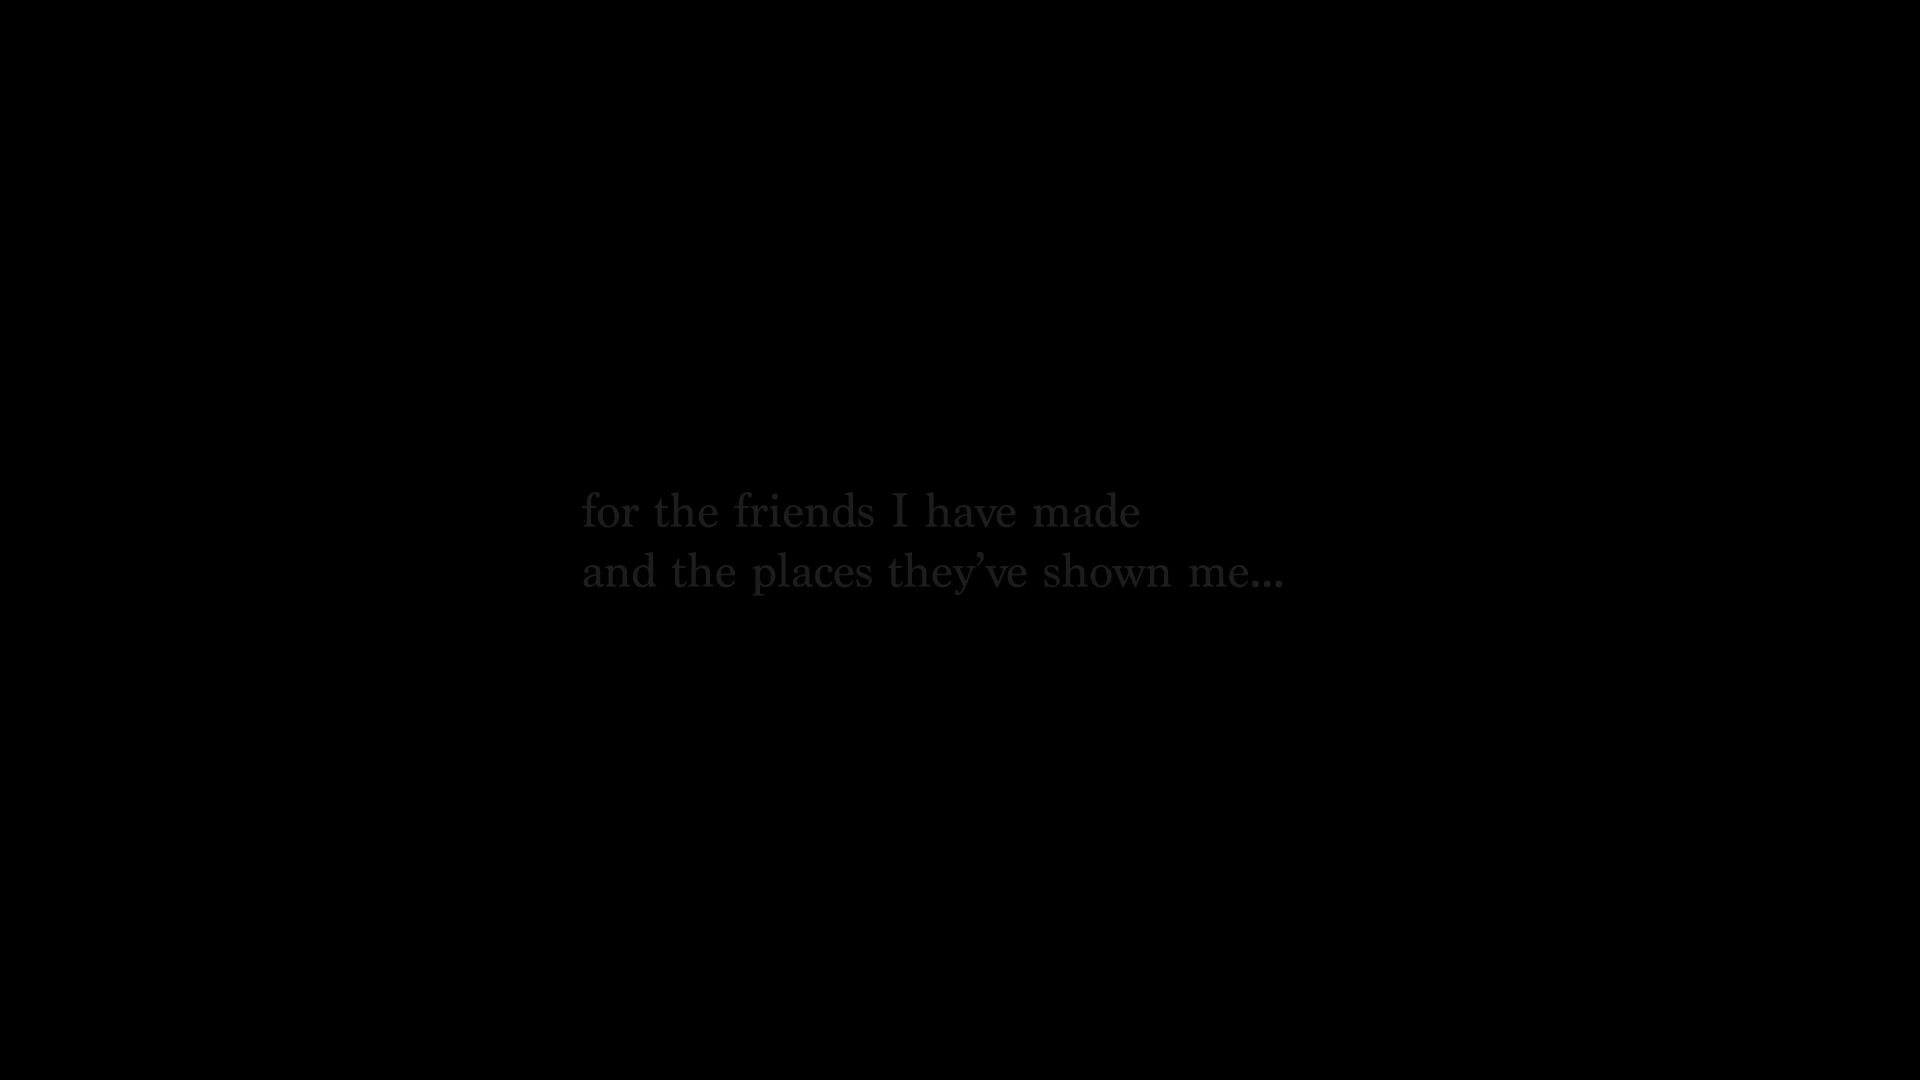 for the friends I have made
and the places they’ve shown me...